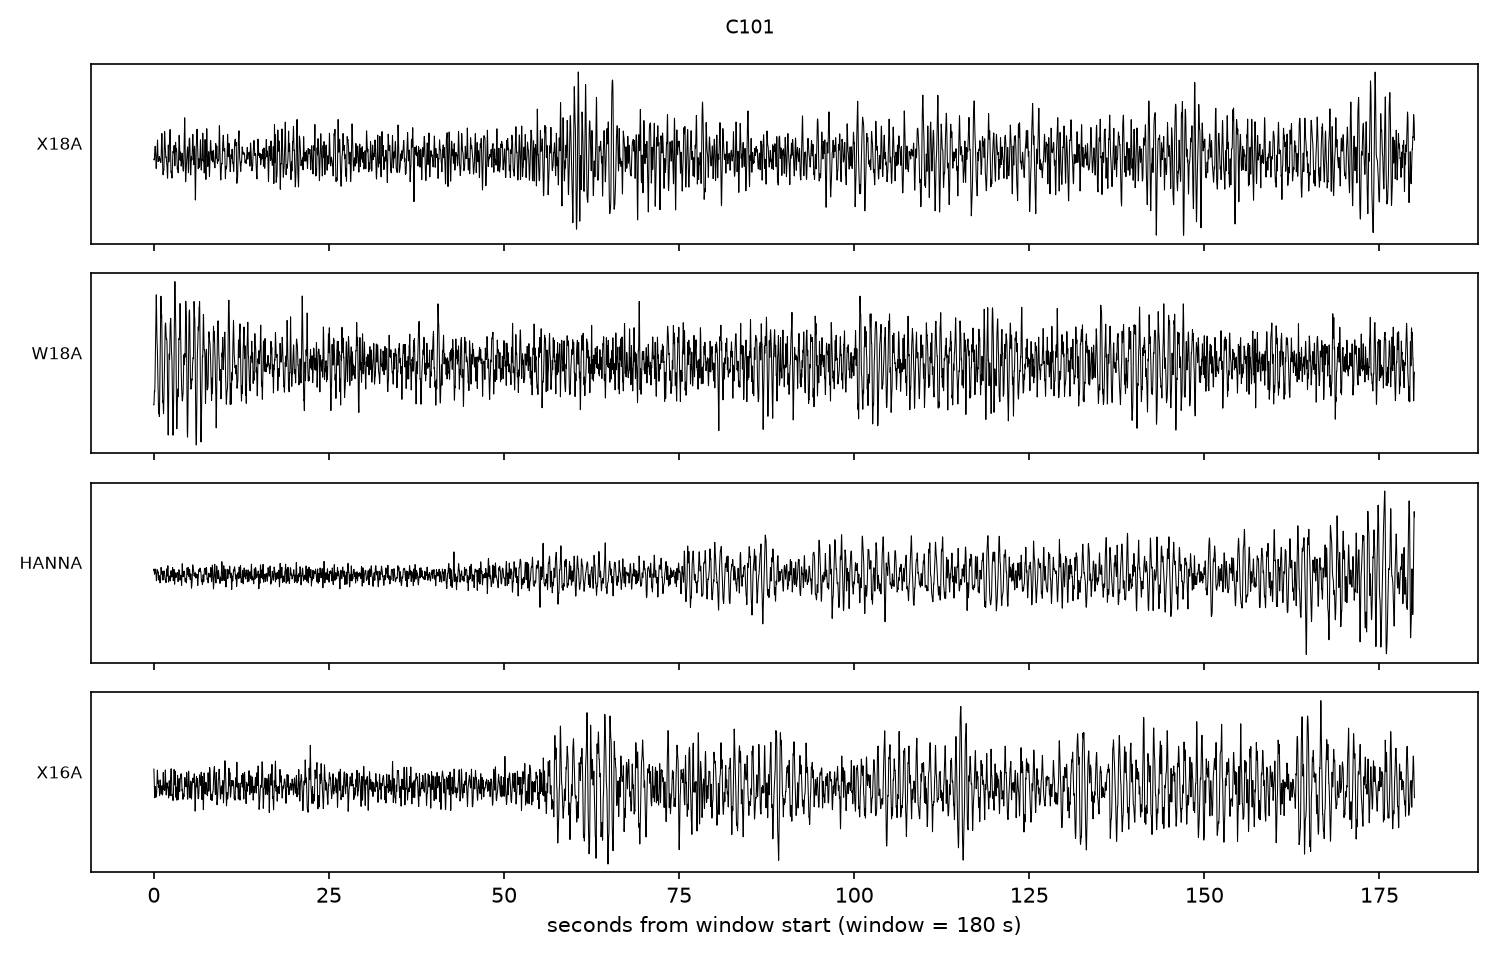 C101
X18A
W18A
HANNA
X16A
0 25 50 75 100 125 150 175
seconds from window start (window = 180 s)